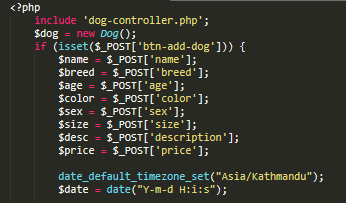 <?php
include 'dog-controller.php';
$dog = new Dog();
if (isset($_POST['btn-add-dog'])) {
$name = $_POST['name'];
$breed = $_POST['breed'];
$age = $_POST['age'];
$color = $_POST['color'];
$sex = $_POST['sex'];
$size = $_POST['size'];
$desc = $_POST['description'];
$price = $_POST['price'];
date_default_timezone_set("Asia/Kathmandu");
$date = date("Y-m-d H:i:s");